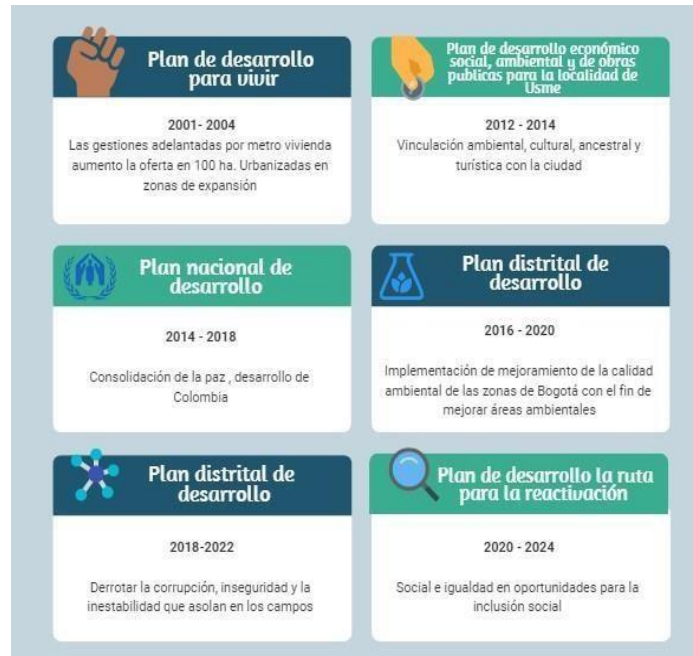 Plan de desarrollo
para vivir
2001- 2004
Las gestiones adelantadas por metro vivienda
aumento la oferta en 100 ha. Urbanizadas en
zonas de expansión
Plan de desarrollo económico
social, ambiental y de obras
publicas para la localidad de
Usme
2012 - 2014
Vinculación ambiental, cultural, ancestral y
turística con la ciudad
Plan nacional de
desarrollo
2014 - 2018
Consolidación de la paz , desarrollo de
Colombia
Plan distrital de
desarrollo
2016 - 2020
Implementación de mejoramiento de la calidad
ambiental de las zonas de Bogotá con el fin de
mejorar áreas ambientales
Plan distrital de
desarrollo
2018-2022
Derrotar la corrupción, inseguridad y la
inestabilidad que asolan en los campos
Plan de desarrollo la ruta
para la reactivación
2020 - 2024
Social e igualdad en oportunidades para la
inclusión social